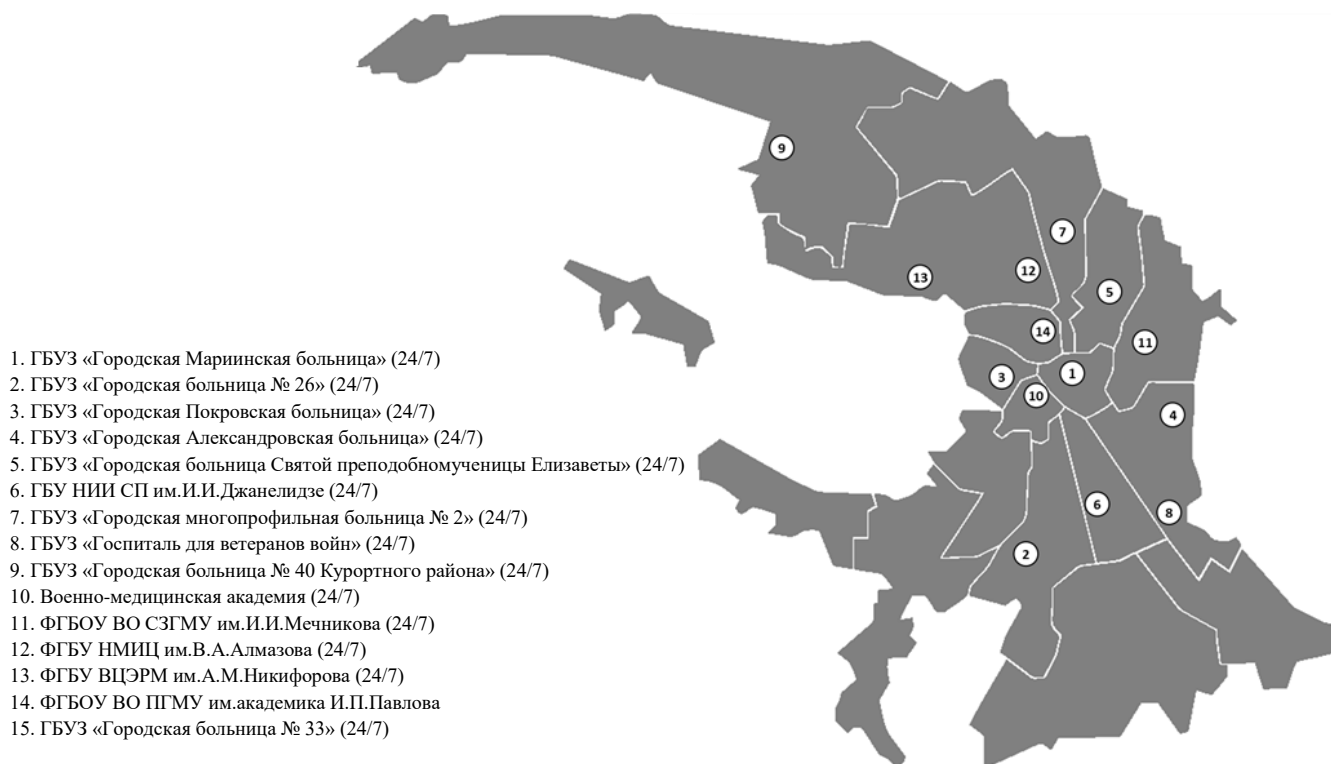 9
7
12
13
5
14
11
1
3
10
4
6
8
2
1. ГБУЗ «Городская Мариинская больница» (24/7)
2. ГБУЗ «Городская больница № 26» (24/7)
3. ГБУЗ «Городская Покровская больница» (24/7)
4. ГБУЗ «Городская Александровская больница» (24/7)
5. ГБУЗ «Городская больница Святой преподобномученицы Елизаветы» (24/7)
6. ГБУ НИИ СП им.И.И.Джанелидзе (24/7)
7. ГБУЗ «Городская многопрофильная больница № 2» (24/7)
8. ГБУЗ «Госпиталь для ветеранов войн» (24/7)
9. ГБУЗ «Городская больница № 40 Курортного района» (24/7)
10. Военно-медицинская академия (24/7)
11. ФГБОУ ВО СЗГМУ им.И.И.Мечникова (24/7)
12. ФГБУ НМИЦ им.В.А.Алмазова (24/7)
13. ФГБУ ВЦЭРМ им.А.М.Никифорова (24/7)
14. ФГБОУ ВО ПГМУ им.академика И.П.Павлова
15. ГБУЗ «Городская больница № 33» (24/7)